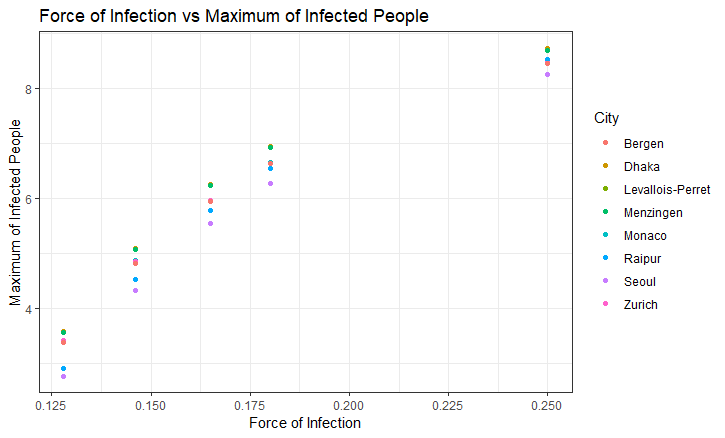 Force of Infection vs Maximum of Infected People
Maximum of Infected People
8
6
4
0.125 0.150 0.175 0.200 0.225 0.250
Force of Infection
City
Bergen
Dhaka
Levallois-Perret
Menzingen
Monaco
Raipur
Seoul
Zurich